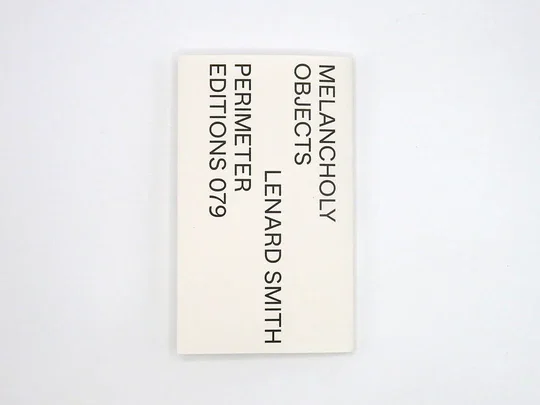 MELANCHOLY
OBJECTS
LENARD SMITH
PERIMETER
EDITIONS 079